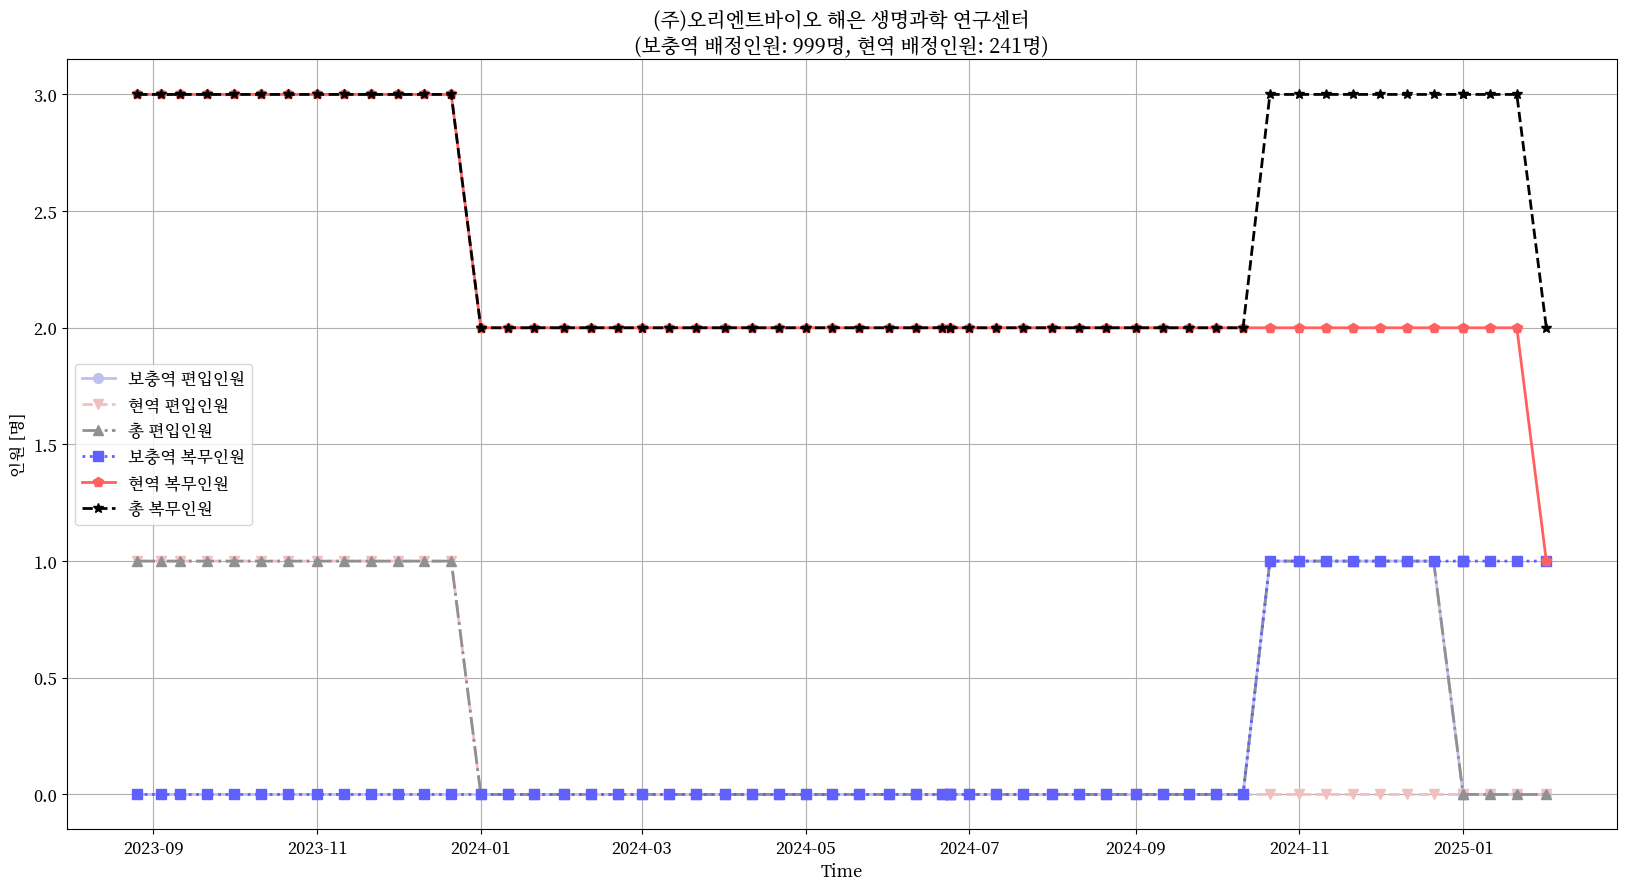 (주)오리엔트바이오 해은 생명과학 연구센터
(보충역 배정인원: 999명, 현역 배정인원: 241명)
3.0
2.5
2.0
1.5
1.0
0.5
0.0
인원 [명]
보충역 편입인원
현역 편입인원
총 편입인원
보충역 복무인원
현역 복무인원
총 복무인원
2023-09
2023-11
2024-01
2024-03
2024-05
2024-07
2024-09
2024-11
2025-01
Time